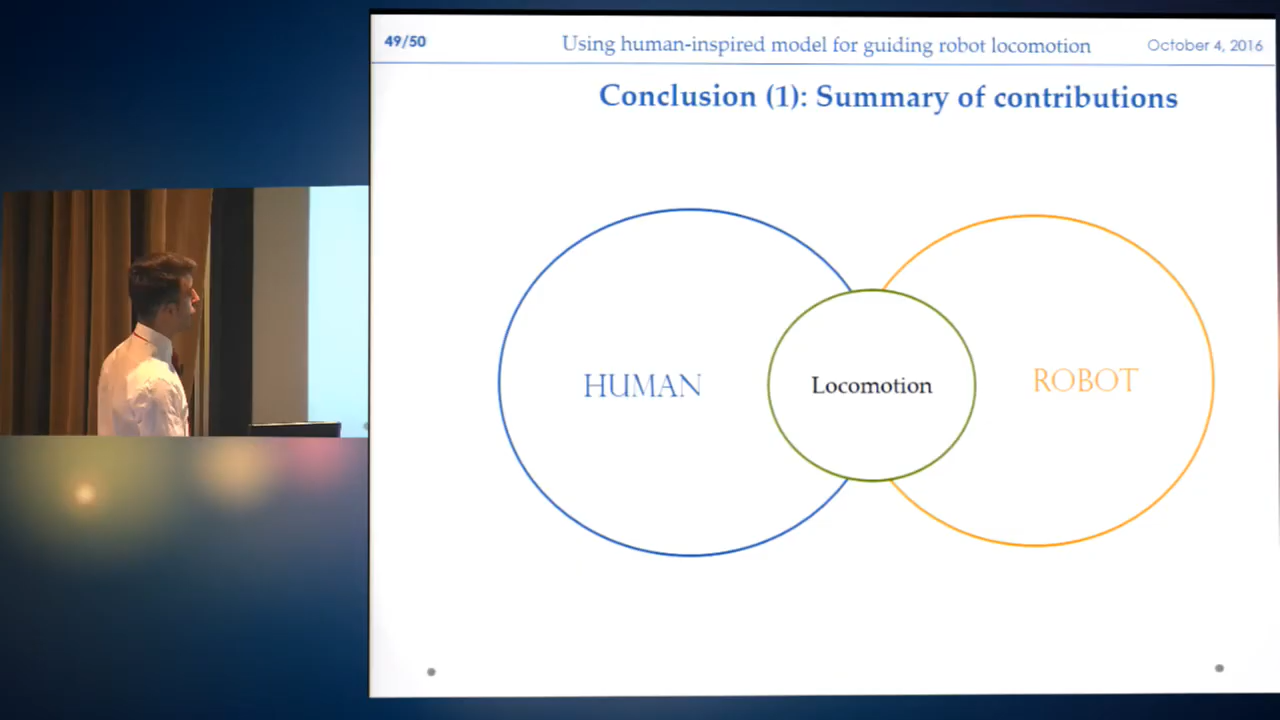 49/50
Using human-inspired model for guiding robot locomotion
October 4, 2016
Conclusion (1): Summary of contributions
HUMAN
Locomotion
ROBOT